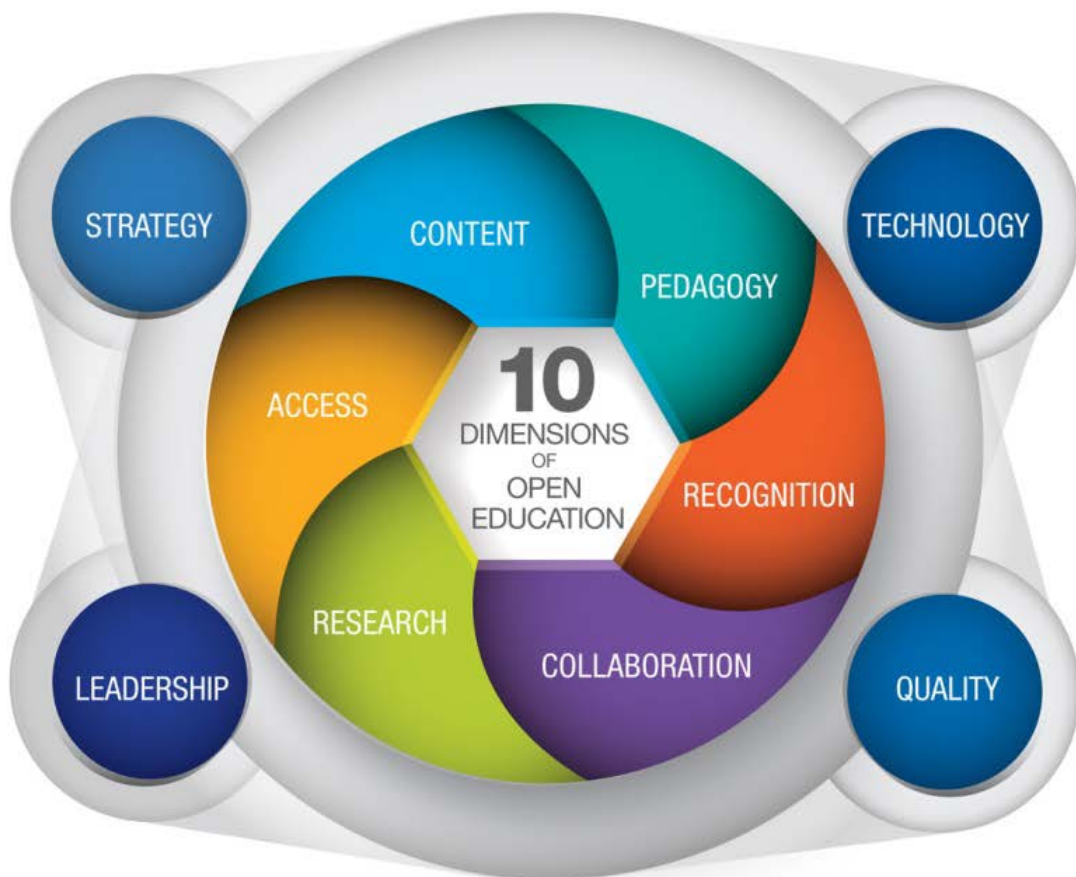 STRATEGY
CONTENT
TECHNOLOGY
PEDAGOGY
ACCESS
10
DIMENSIONS
OF
OPEN
EDUCATION
RECOGNITION
RESEARCH
COLLABORATION
LEADERSHIP
QUALITY